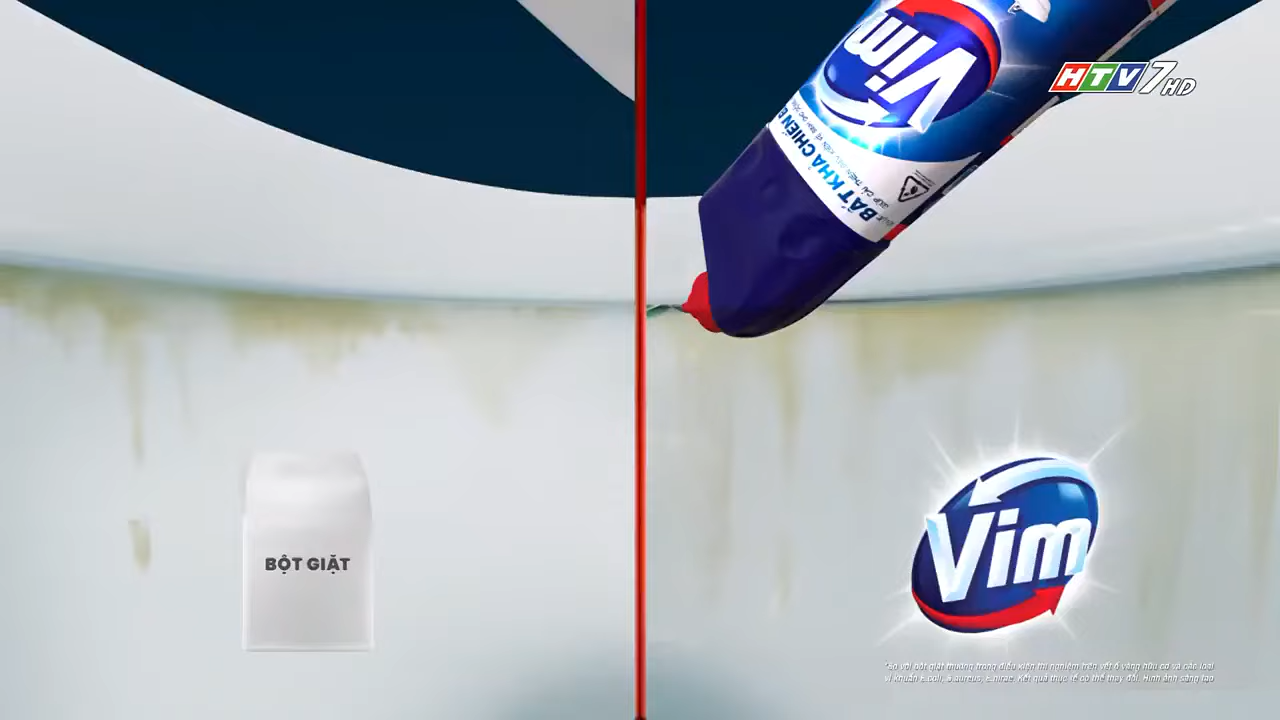 Vim
HTV7 HD
BẤT KHẢ CHIẾN
BỘT GIẶT
Vim
*So với bột giặt thường trong điều kiện thí nghiệm trên vết ố vàng hữu cơ và các loại
vi khuẩn E.coli, S.aureus, E.hirae. Kết quả thực tế có thể thay đổi. Hình ảnh sáng tạo